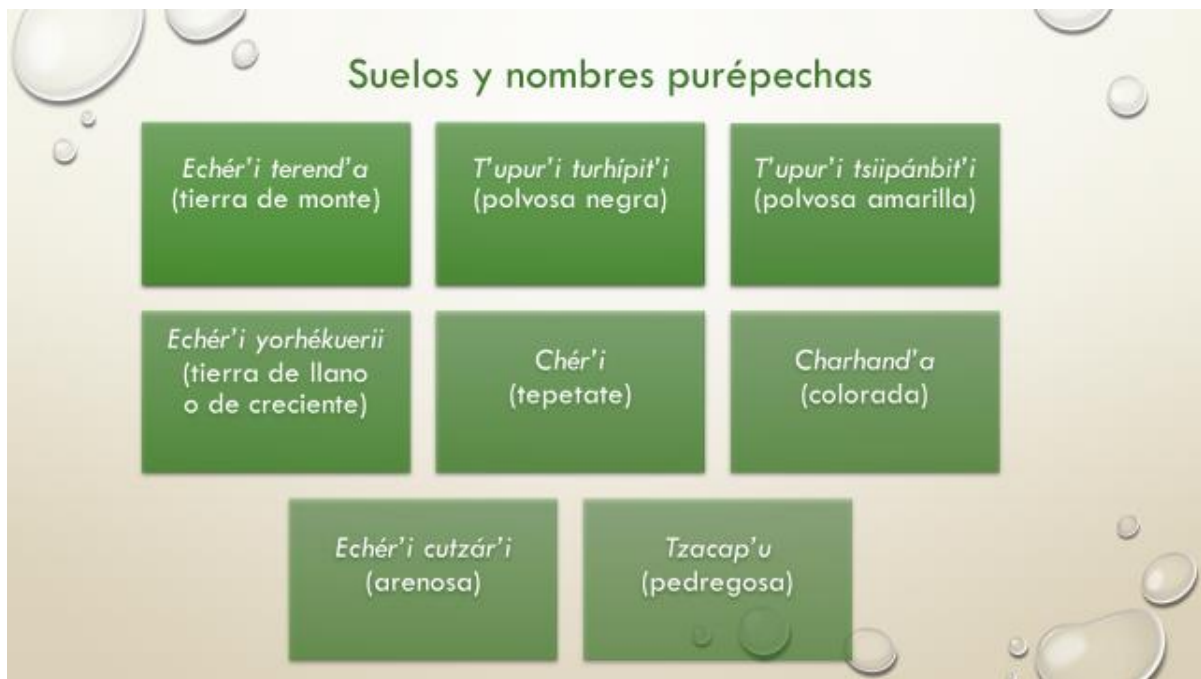 Suelos y nombres purépechas
Echér'i terend'a
(tierra de monte)
T'upur'i turhípit'i
(polvosa negra)
T'upur'i tsiipánbit'i
(polvosa amarilla)
Echér'i yorhékuerii
(tierra de llano
o de creciente)
Chér'i
(tepetate)
Charhand'a
(colorada)
Echér'i cutzár'i
(arenosa)
Tzacap'u
(pedregosa)